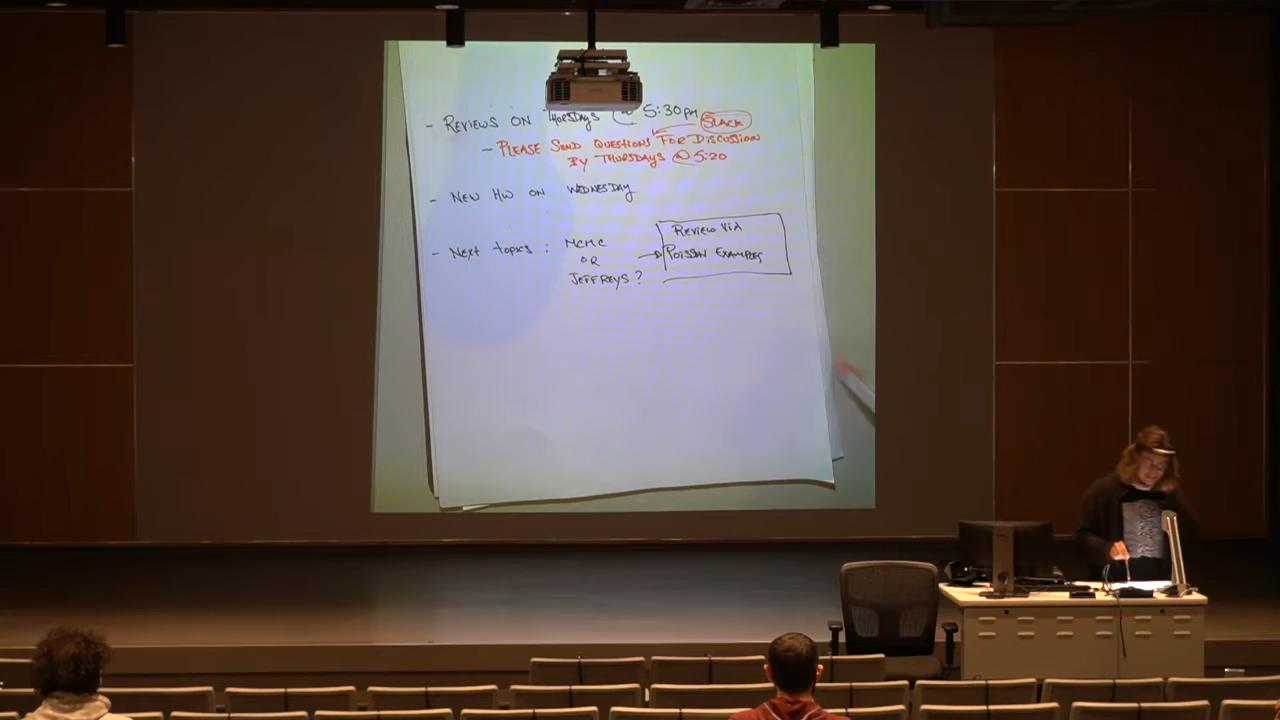 - REVIEWS ON THURSDAYS @ 5:30PM
SLACK
- PLEASE SEND QUESTIONS FOR DISCUSSION
BY THURSDAYS @ 5:20
- NEW HW ON WEDNESDAY
- NEXT TOPICS: MCMC
OR
JEFFREYS?
→ REVIEW VIA
POISSON EXAMPLES